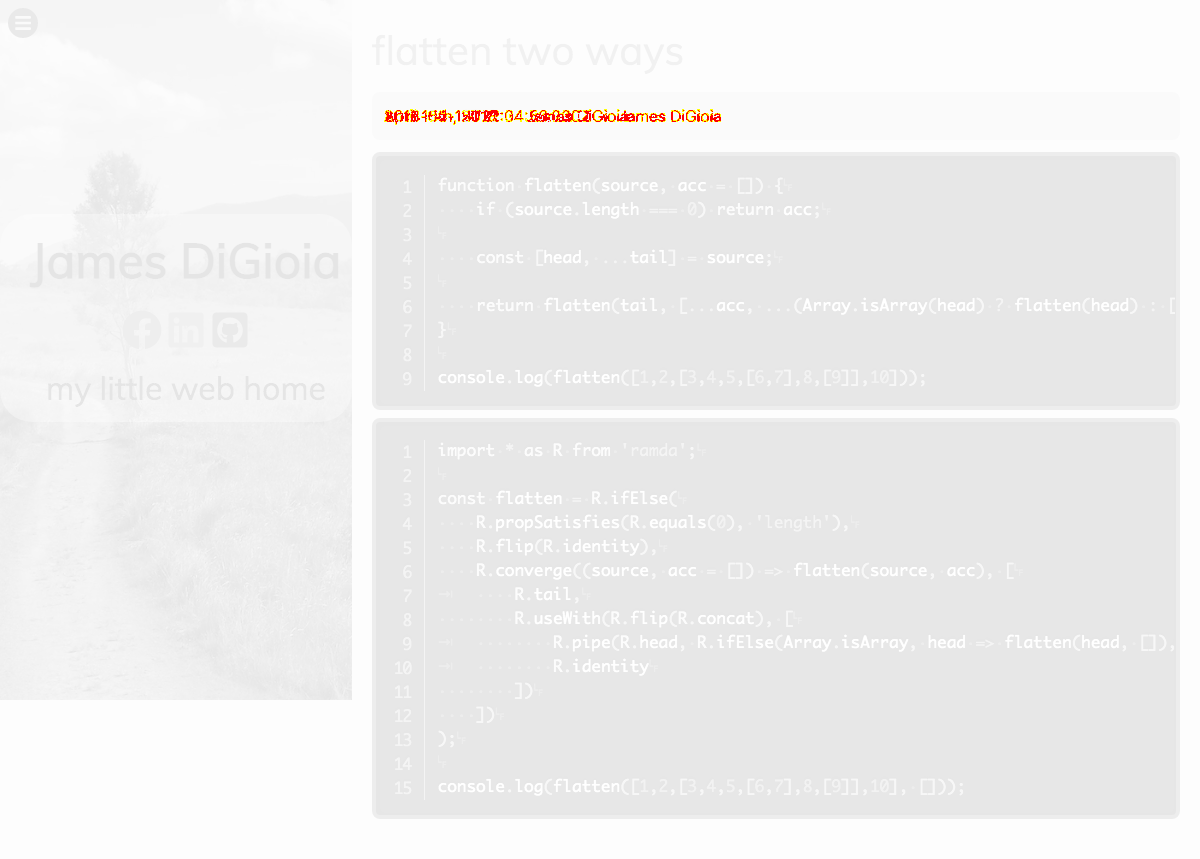 James DiGioia
my little web home
flatten two ways
James DiGioia
1 function flatten(source, acc = []) {
2 if (source.length === 0) return acc;
3
4 const [head, ...tail] = source;
5
6 return flatten(tail, [...acc, ...(Array.isArray(head) ? flatten(head) : [
7 }
8
9 console.log(flatten([1,2,[3,4,5,[6,7],8,[9]],10]));
1 import * as R from 'ramda';
2
3 const flatten = R.ifElse(
4 R.propSatisfies(R.equals(0), 'length'),
5 R.flip(R.identity),
6 R.converge((source, acc = []) => flatten(source, acc), [
7 R.tail,
8 R.useWith(R.flip(R.concat), [
9 R.pipe(R.head, R.ifElse(Array.isArray, head => flatten(head, []),
10 R.identity
11 ])
12 ])
13 );
14
15 console.log(flatten([1,2,[3,4,5,[6,7],8,[9]],10], []));